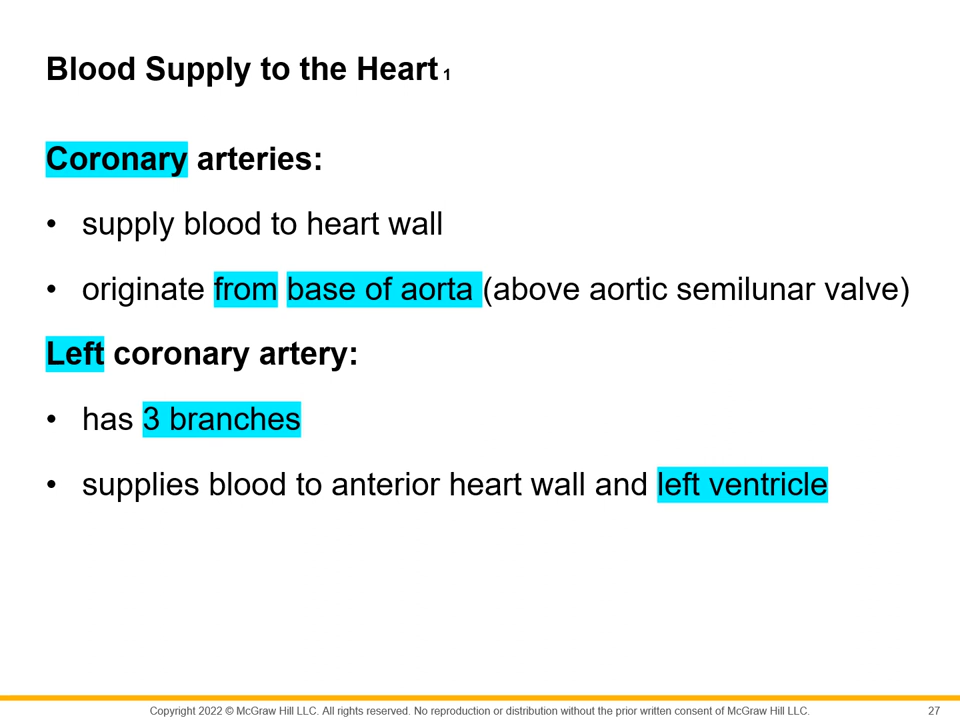 Blood Supply to the Heart 1
Coronary arteries:
• supply blood to heart wall
• originate from base of aorta (above aortic semilunar valve)
Left coronary artery:
• has 3 branches
• supplies blood to anterior heart wall and left ventricle
Copyright 2022 © McGraw Hill LLC. All rights reserved. No reproduction or distribution without the prior written consent of McGraw Hill LLC. 27